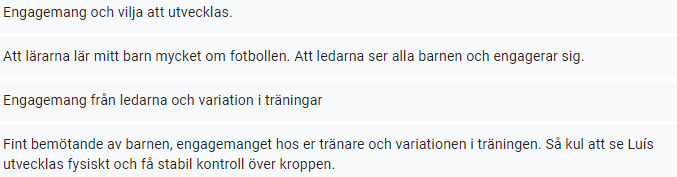 Engagemang och vilja att utvecklas.
Att lärarna lär mitt barn mycket om fotbollen. Att ledarna ser alla barnen och engagerar sig.
Engagemang från ledarna och variation i träningar
Fint bemötande av barnen, engagemanget hos er tränare och variationen i träningen. Så kul att se Luís
utvecklas fysiskt och få stabil kontroll över kroppen.